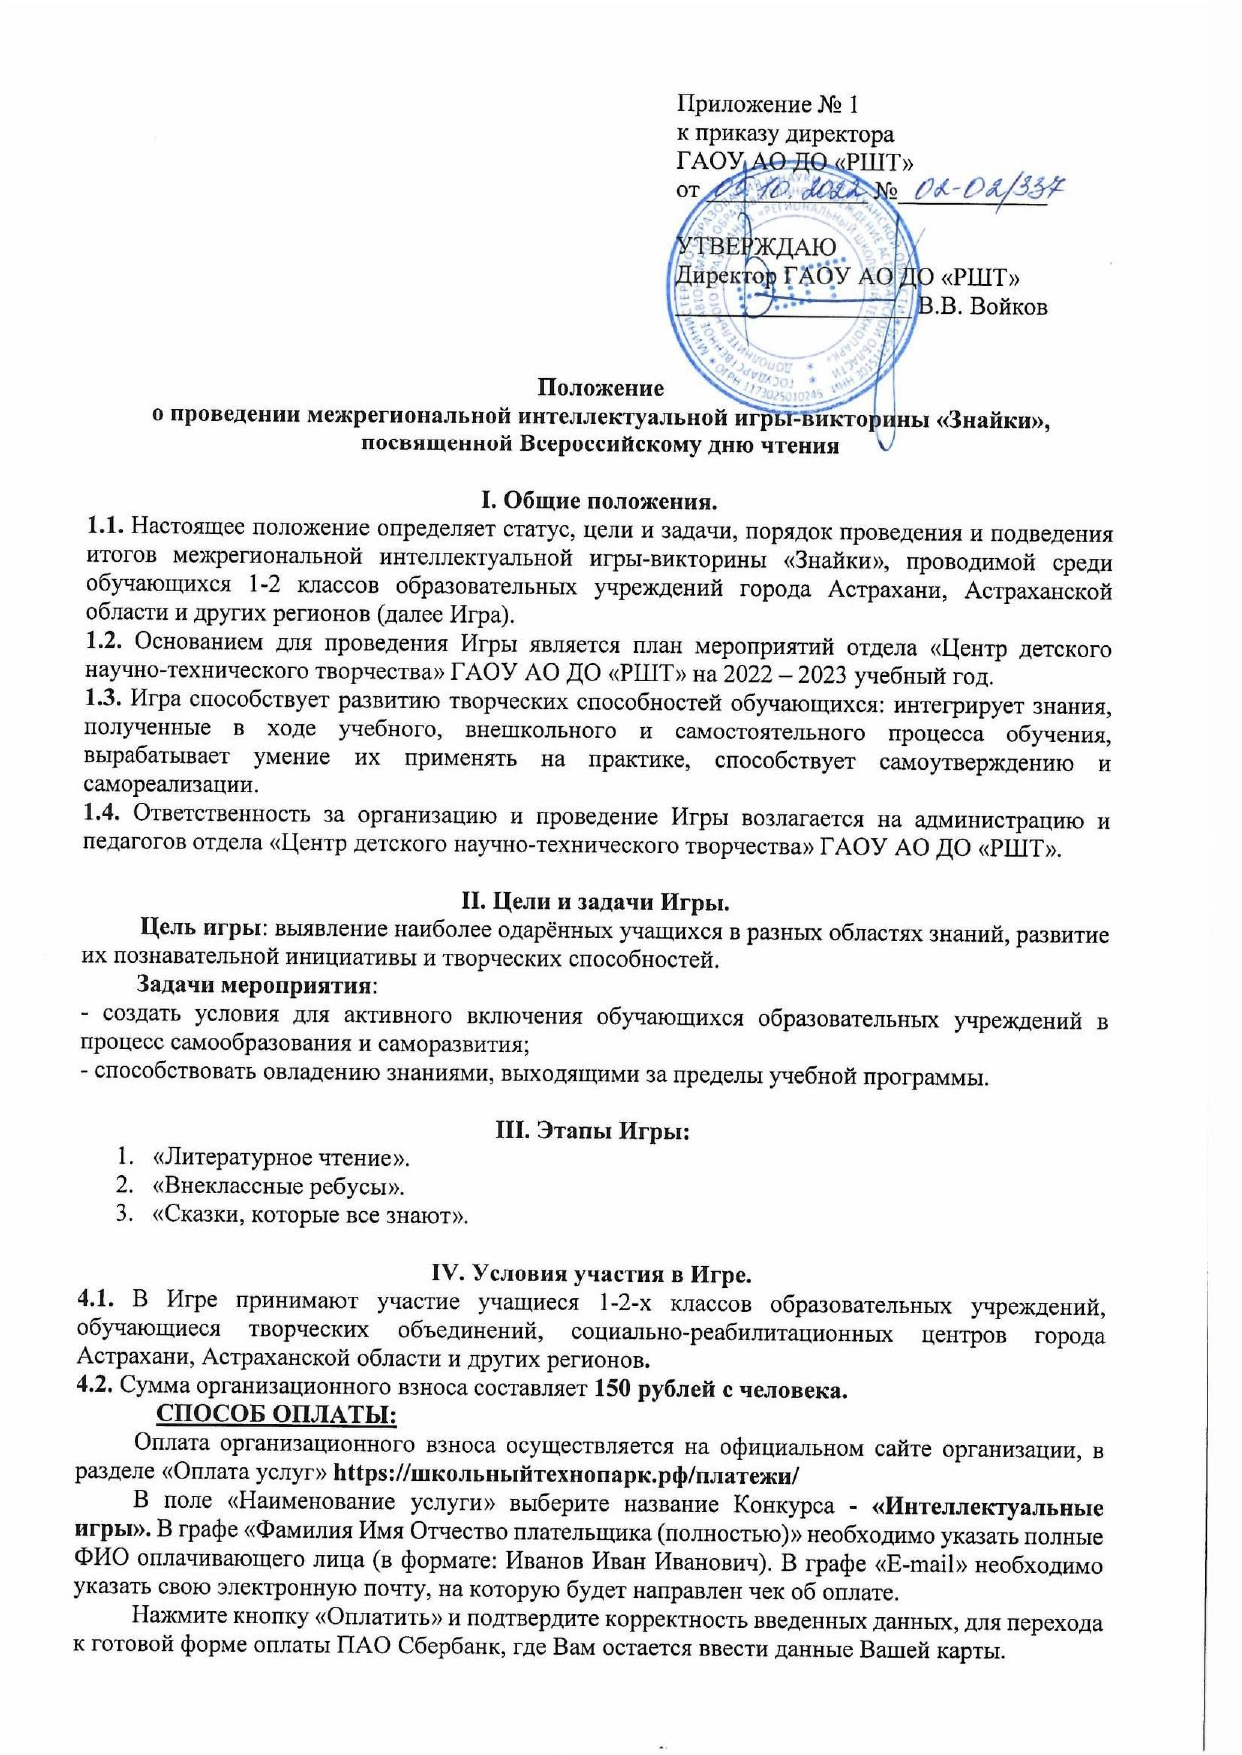 Приложение № 1
к приказу директора
ГАОУ АО ДО «РШТ»
от 05.10.2022 № 02-02/337
УТВЕРЖДАЮ
Директор ГАОУ АО ДО «РШТ»
В.В. Войков
Положение
о проведении межрегиональной интеллектуальной игры-викторины «Знайки»,
посвященной Всероссийскому дню чтения
I. Общие положения.
1.1. Настоящее положение определяет статус, цели и задачи, порядок проведения и подведения
итогов межрегиональной интеллектуальной игры-викторины «Знайки», проводимой среди
обучающихся 1-2 классов образовательных учреждений города Астрахани, Астраханской
области и других регионов (далее Игра).
1.2. Основанием для проведения Игры является план мероприятий отдела «Центр детского
научно-технического творчества» ГАОУ АО ДО «РШТ» на 2022 – 2023 учебный год.
1.3. Игра способствует развитию творческих способностей обучающихся: интегрирует знания,
полученные в ходе учебного, внешкольного и самостоятельного процесса обучения,
вырабатывает умение их применять на практике, способствует самоутверждению и
самореализации.
1.4. Ответственность за организацию и проведение Игры возлагается на администрацию и
педагогов отдела «Центр детского научно-технического творчества» ГАОУ АО ДО «РШТ».
II. Цели и задачи Игры.
Цель игры: выявление наиболее одарённых учащихся в разных областях знаний, развитие
их познавательной инициативы и творческих способностей.
Задачи мероприятия:
- создать условия для активного включения обучающихся образовательных учреждений в
процесс самообразования и саморазвития;
- способствовать овладению знаниями, выходящими за пределы учебной программы.
III. Этапы Игры:
1. «Литературное чтение».
2. «Внеклассные ребусы».
3. «Сказки, которые все знают».
IV. Условия участия в Игре.
4.1. В Игре принимают участие учащиеся 1-2-х классов образовательных учреждений,
обучающиеся творческих объединений, социально-реабилитационных центров города
Астрахани, Астраханской области и других регионов.
4.2. Сумма организационного взноса составляет 150 рублей с человека.
СПОСОБ ОПЛАТЫ:
Оплата организационного взноса осуществляется на официальном сайте организации, в
разделе «Оплата услуг» https://школьныйтехнопарк.рф/платежи/
В поле «Наименование услуги» выберите название Конкурса - «Интеллектуальные
игры». В графе «Фамилия Имя Отчество плательщика (полностью)» необходимо указать полные
ФИО оплачивающего лица (в формате: Иванов Иван Иванович). В графе «E-mail» необходимо
указать свою электронную почту, на которую будет направлен чек об оплате.
Нажмите кнопку «Оплатить» и подтвердите корректность введенных данных, для перехода
к готовой форме оплаты ПАО Сбербанк, где Вам остается ввести данные Вашей карты.